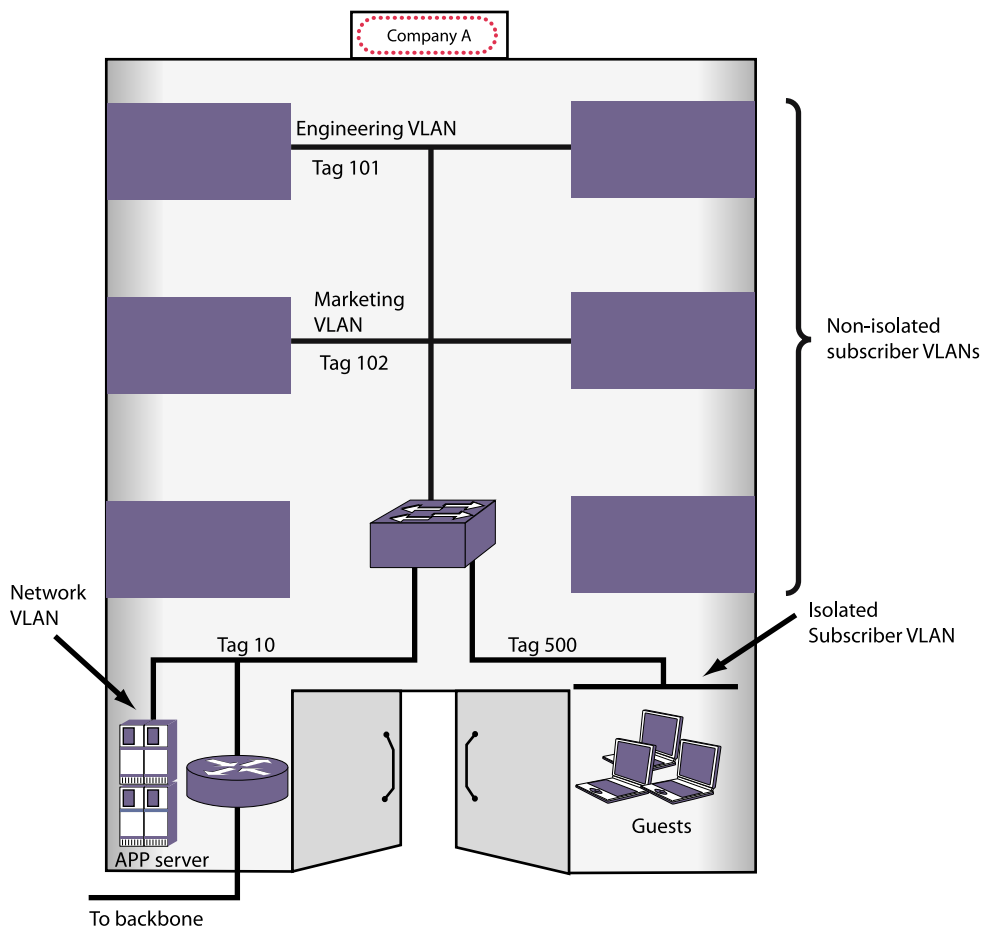 Company A
Engineering VLAN
Tag 101
Marketing
VLAN
Tag 102
Non-isolated
subscriber VLANs
Network
VLAN
Isolated
Subscriber VLAN
Tag 10
Tag 500
Guests
APP server
To backbone